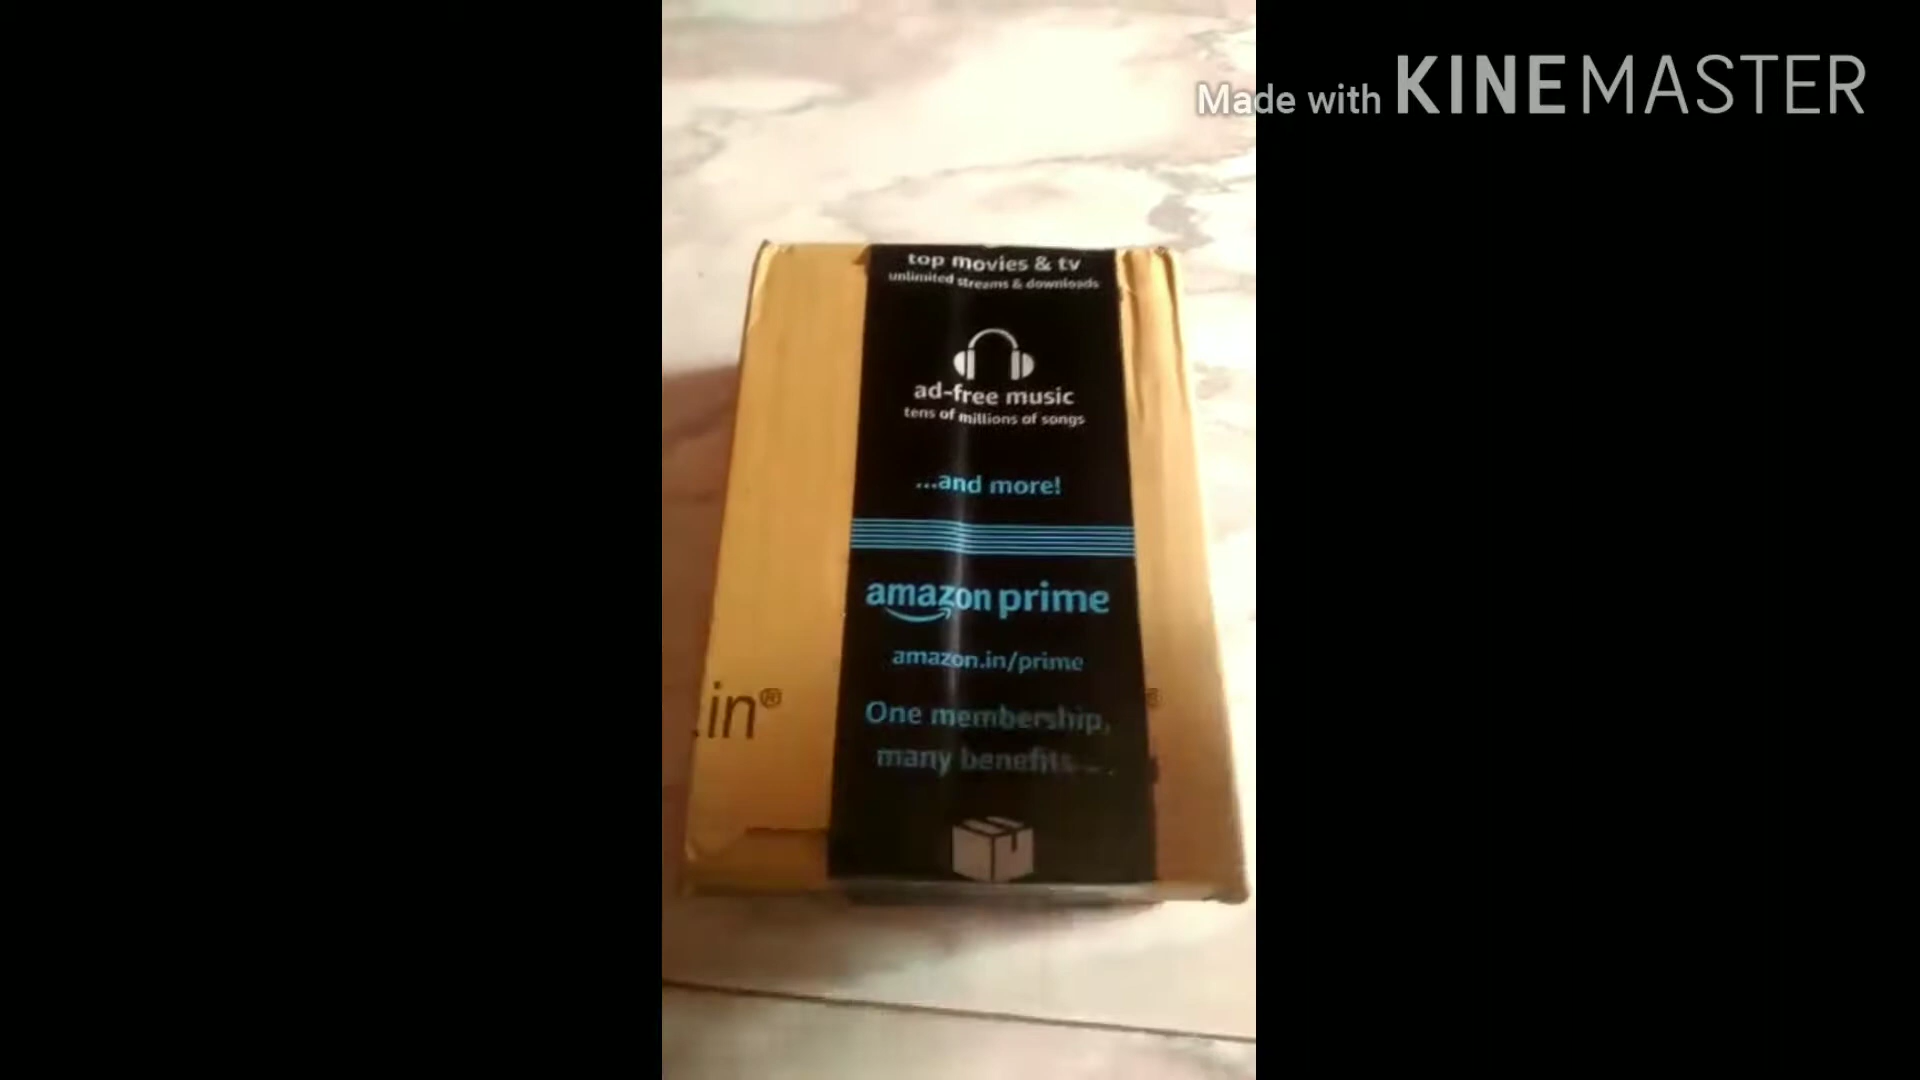 Made with KINEMASTER
top movies & tv
unlimited streams & downloads
ad-free music
tens of millions of songs
...and more!
amazon prime
amazon.in/prime
.in®
®
One membership,
many benefits